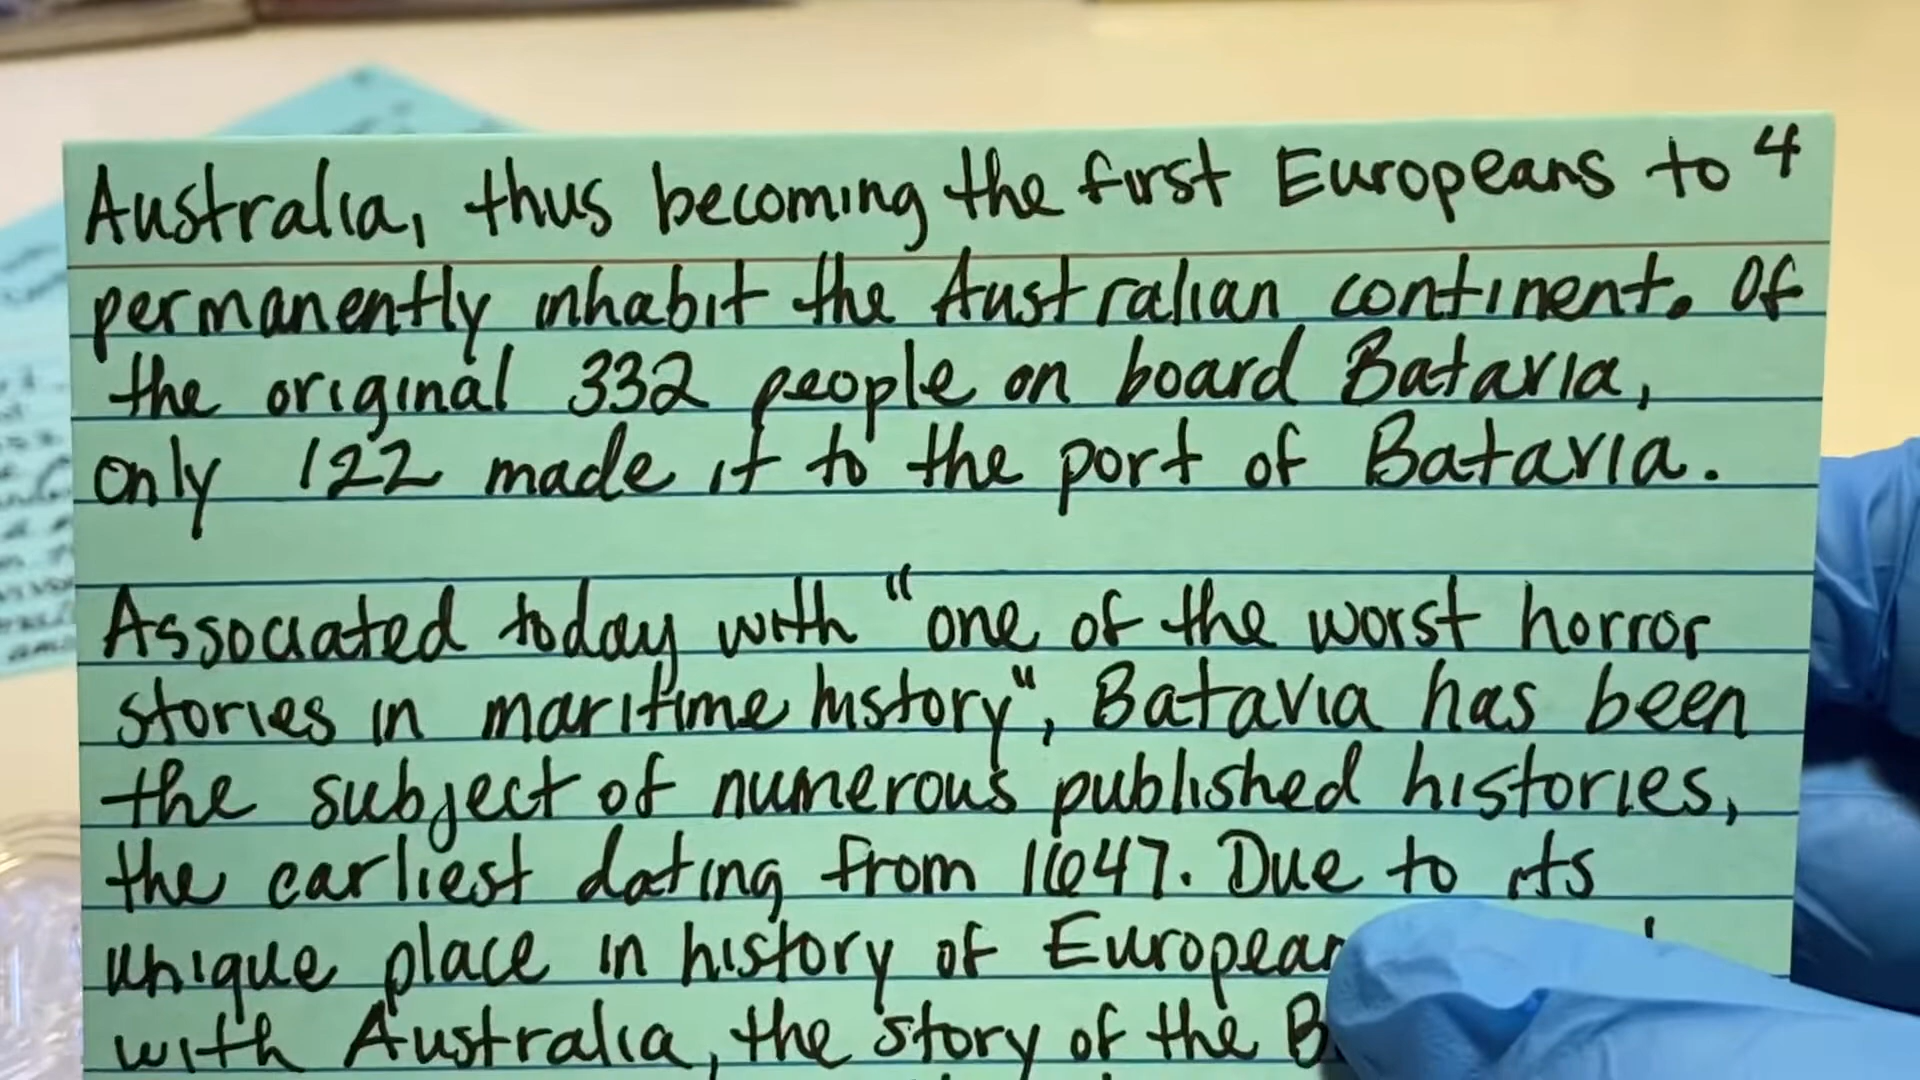 Australia, thus becoming the first Europeans to 4
permanently inhabit the Australian continent. Of
the original 332 people on board Batavia,
only 122 made it to the port of Batavia.
Associated today with "one of the worst horror
stories in maritime history", Batavia has been
the subject of numerous published histories,
the earliest dating from 1647. Due to its
unique place in history of European
with Australia, the story of the